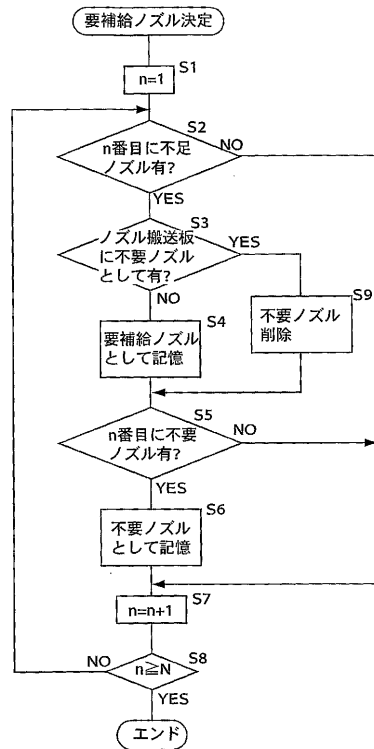 要補給ノズル決定
S1
n=1
S2
n番目に不足
ノズル有?
NO
YES
S3
ノズル搬送板
に不要ノズル
として有?
YES
NO
S9
不要ノズル
削除
S4
要補給ノズル
として記憶
S5
n番目に不要
ノズル有?
NO
YES
S6
不要ノズル
として記憶
S7
n=n+1
S8
n≧N
NO
YES
エンド